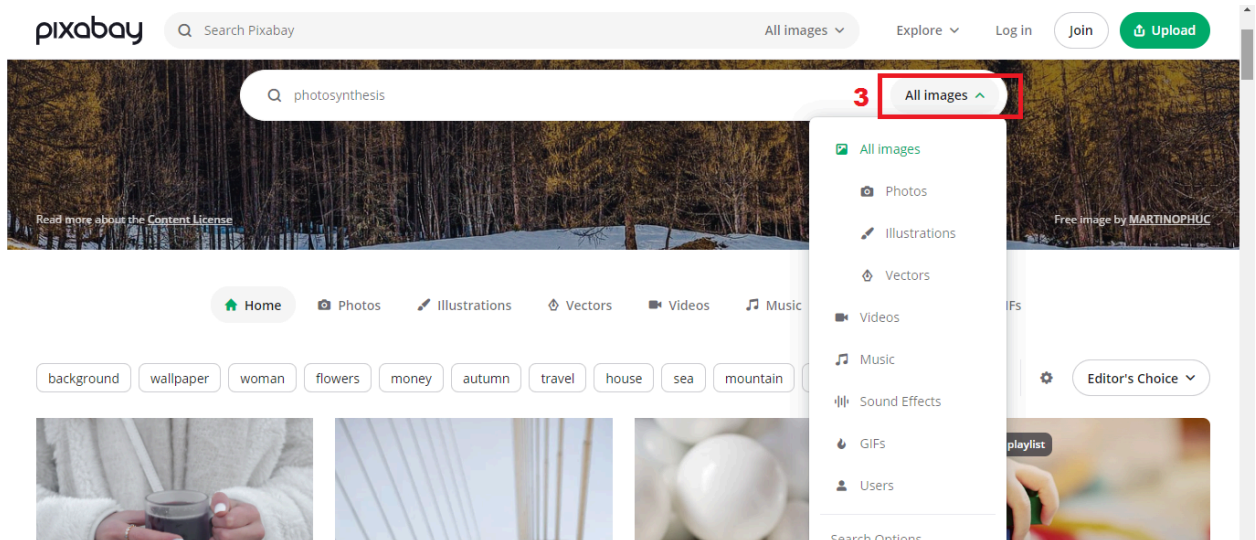 pixabay
Search Pixabay
All images
Explore
Log in
Join
Upload
photosynthesis
3
All images
All images
Photos
Illustrations
Vectors
Videos
Music
Sound Effects
GIFs
Users
Search Options
Read more about the Content License
Free image by MARTINOPHUC
Home
Photos
Illustrations
Vectors
Videos
Music
IFs
background
wallpaper
woman
flowers
money
autumn
travel
house
sea
mountain
Editor's Choice
playlist